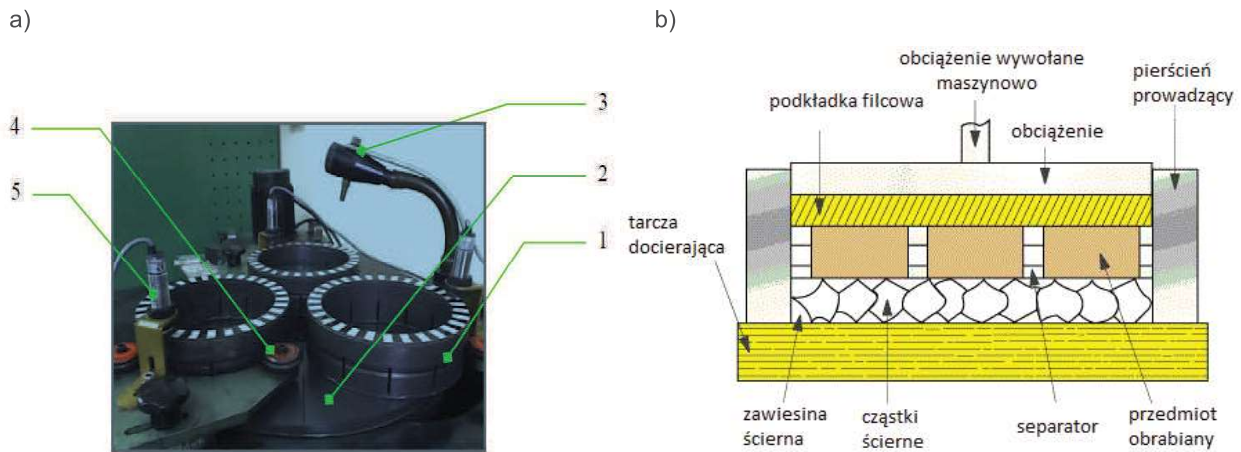 a)
3
4
2
5
1
b)
obciążenie wywołane
maszynowo
pierścień
prowadzący
podkładka filcowa
obciążenie
tarcza
docierająca
zawiesina
ścierna
cząstki
ścierne
separator
przedmiot
obrabiany